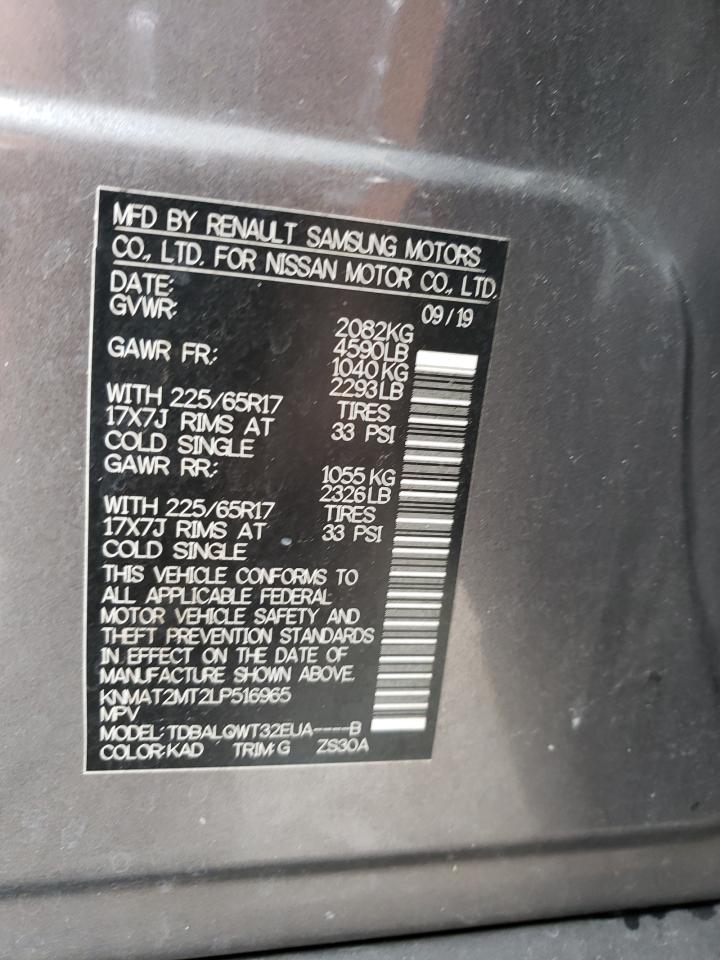 MFD BY RENAULT SAMSUNG MOTORS
CO., LTD. FOR NISSAN MOTOR CO., LTD.
DATE: 09/19
GVWR: 2082KG
4590LB
GAWR FR: 1040KG
2293LB
WITH 225/65R17 TIRES
17X7J RIMS AT 33 PSI
COLD SINGLE
GAWR RR: 1055KG
2326LB
WITH 225/65R17 TIRES
17X7J RIMS AT 33 PSI
COLD SINGLE
THIS VEHICLE CONFORMS TO
ALL APPLICABLE FEDERAL
MOTOR VEHICLE SAFETY AND
THEFT PREVENTION STANDARDS
IN EFFECT ON THE DATE OF
MANUFACTURE SHOWN ABOVE.
KNMAT2MT2LP516965
MPV
MODEL:TDBALQWT32EUA----B
COLOR:KAD TRIM:G ZS30A